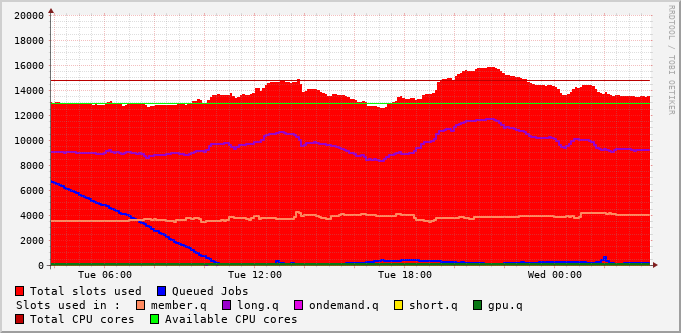 RRDTOOL / TOBI OETIKER
20000
18000
16000
14000
12000
10000
8000
6000
4000
2000
0
Tue 06:00 Tue 12:00 Tue 18:00 Wed 00:00
Total slots used Queued Jobs
Slots used in : member.q long.q ondemand.q short.q gpu.q
Total CPU cores Available CPU cores